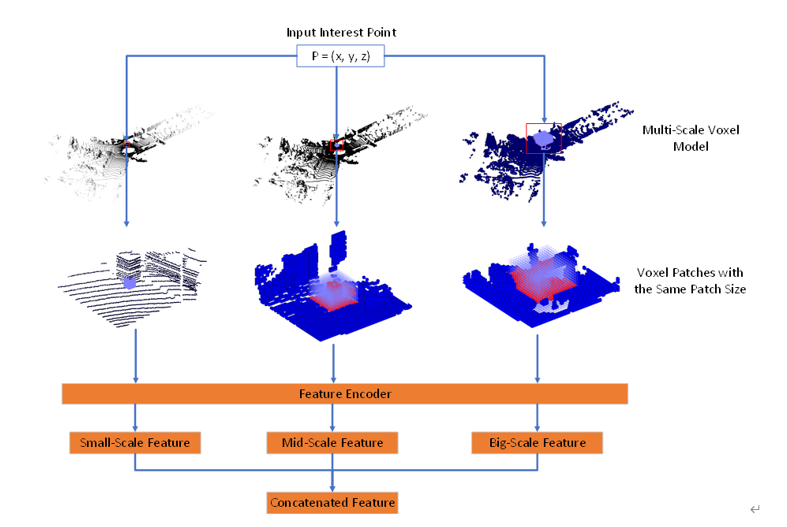 Input Interest Point
P = (x, y, z)
Multi-Scale Voxel
Model
Voxel Patches with
the Same Patch Size
Feature Encoder
Small-Scale Feature
Mid-Scale Feature
Big-Scale Feature
Concatenated Feature